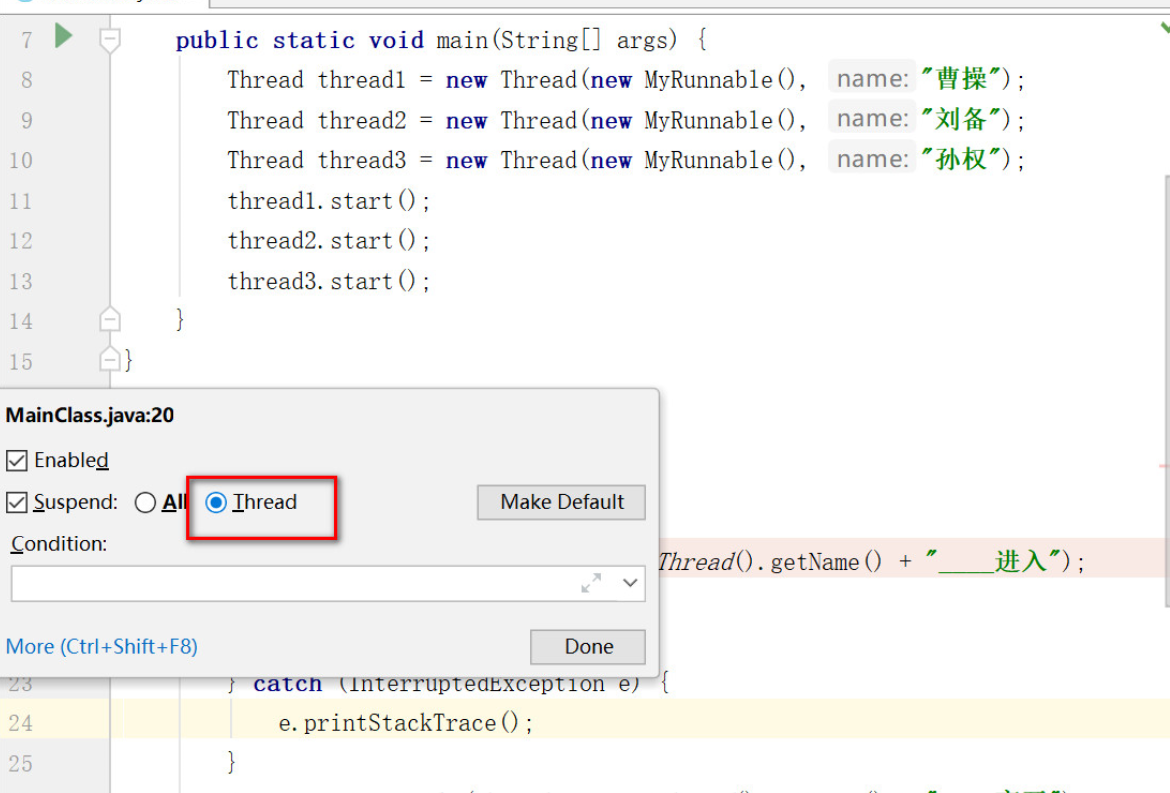 7 public static void main(String[] args) {
8 Thread thread1 = new Thread(new MyRunnable(), name: "曹操");
9 Thread thread2 = new Thread(new MyRunnable(), name: "刘备");
10 Thread thread3 = new Thread(new MyRunnable(), name: "孙权");
11 thread1.start();
12 thread2.start();
13 thread3.start();
14 }
15 }
MainClass.java:20
Enabled
Suspend: All Thread Make Default
Condition:
Thread().getName() + "____进入");
More (Ctrl+Shift+F8) Done
23 } catch (InterruptedException e) {
24 e.printStackTrace();
25 }